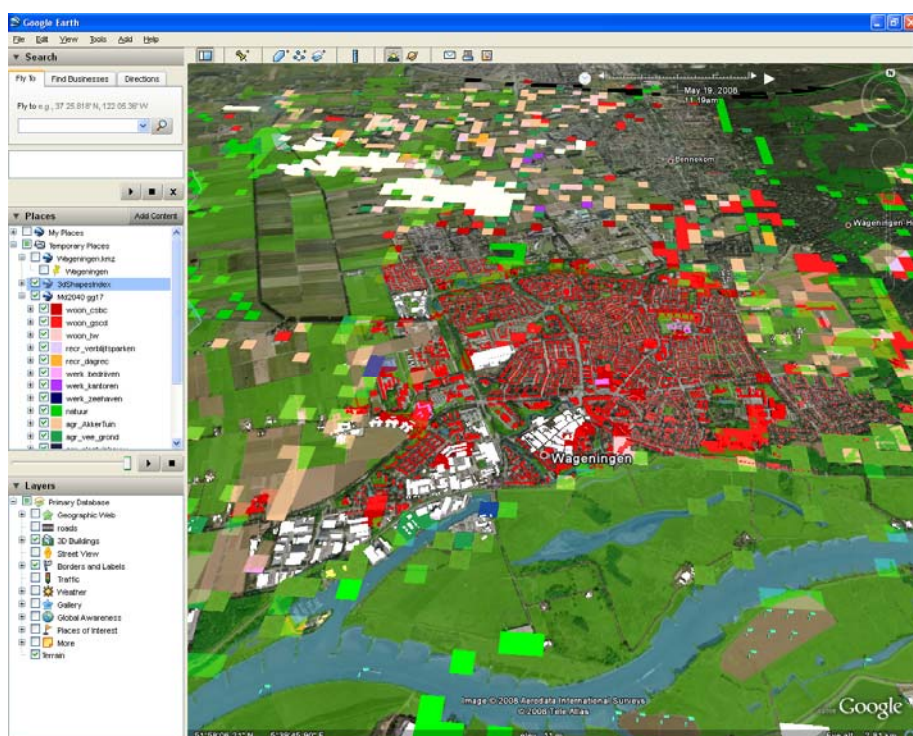 Google Earth
File Edit View Tools Add Help
Search
Fly To Find Businesses Directions
Fly to e.g., 37 25.818' N, 122 05.36' W
Places Add Content
My Places
Temporary Places
Wageningen.kmz
Wageningen
3dShapesIndex
Md2040 gg17
woon_csbc
woon_gscd
woon_lw
recr_verblijfsparken
recr_dagrec
werk_bedrijven
werk_kantoren
werk_zeehaven
natuur
agr_AkkerTuin
agr_vee_grond
Layers
Primary Database
Geographic Web
roads
3D Buildings
Street View
Borders and Labels
Traffic
Weather
Gallery
Global Awareness
Places of Interest
More
Terrain
May 19, 2006
11:19am
N
Bennekom
Wageningen
Image © 2008 Aerodata International Surveys
© 2008 Tele Atlas
Google